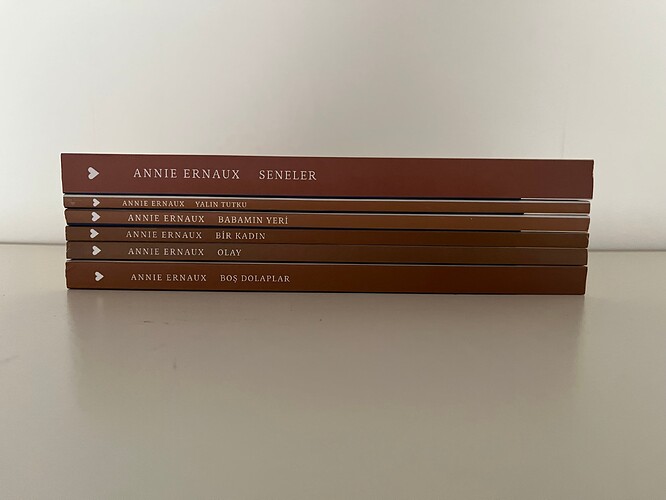 ANNIE ERNAUX SENELER
ANNIE ERNAUX YALIN TUTKU
ANNIE ERNAUX BABAMIN YERİ
ANNIE ERNAUX BİR KADIN
ANNIE ERNAUX OLAY
ANNIE ERNAUX BOŞ DOLAPLAR